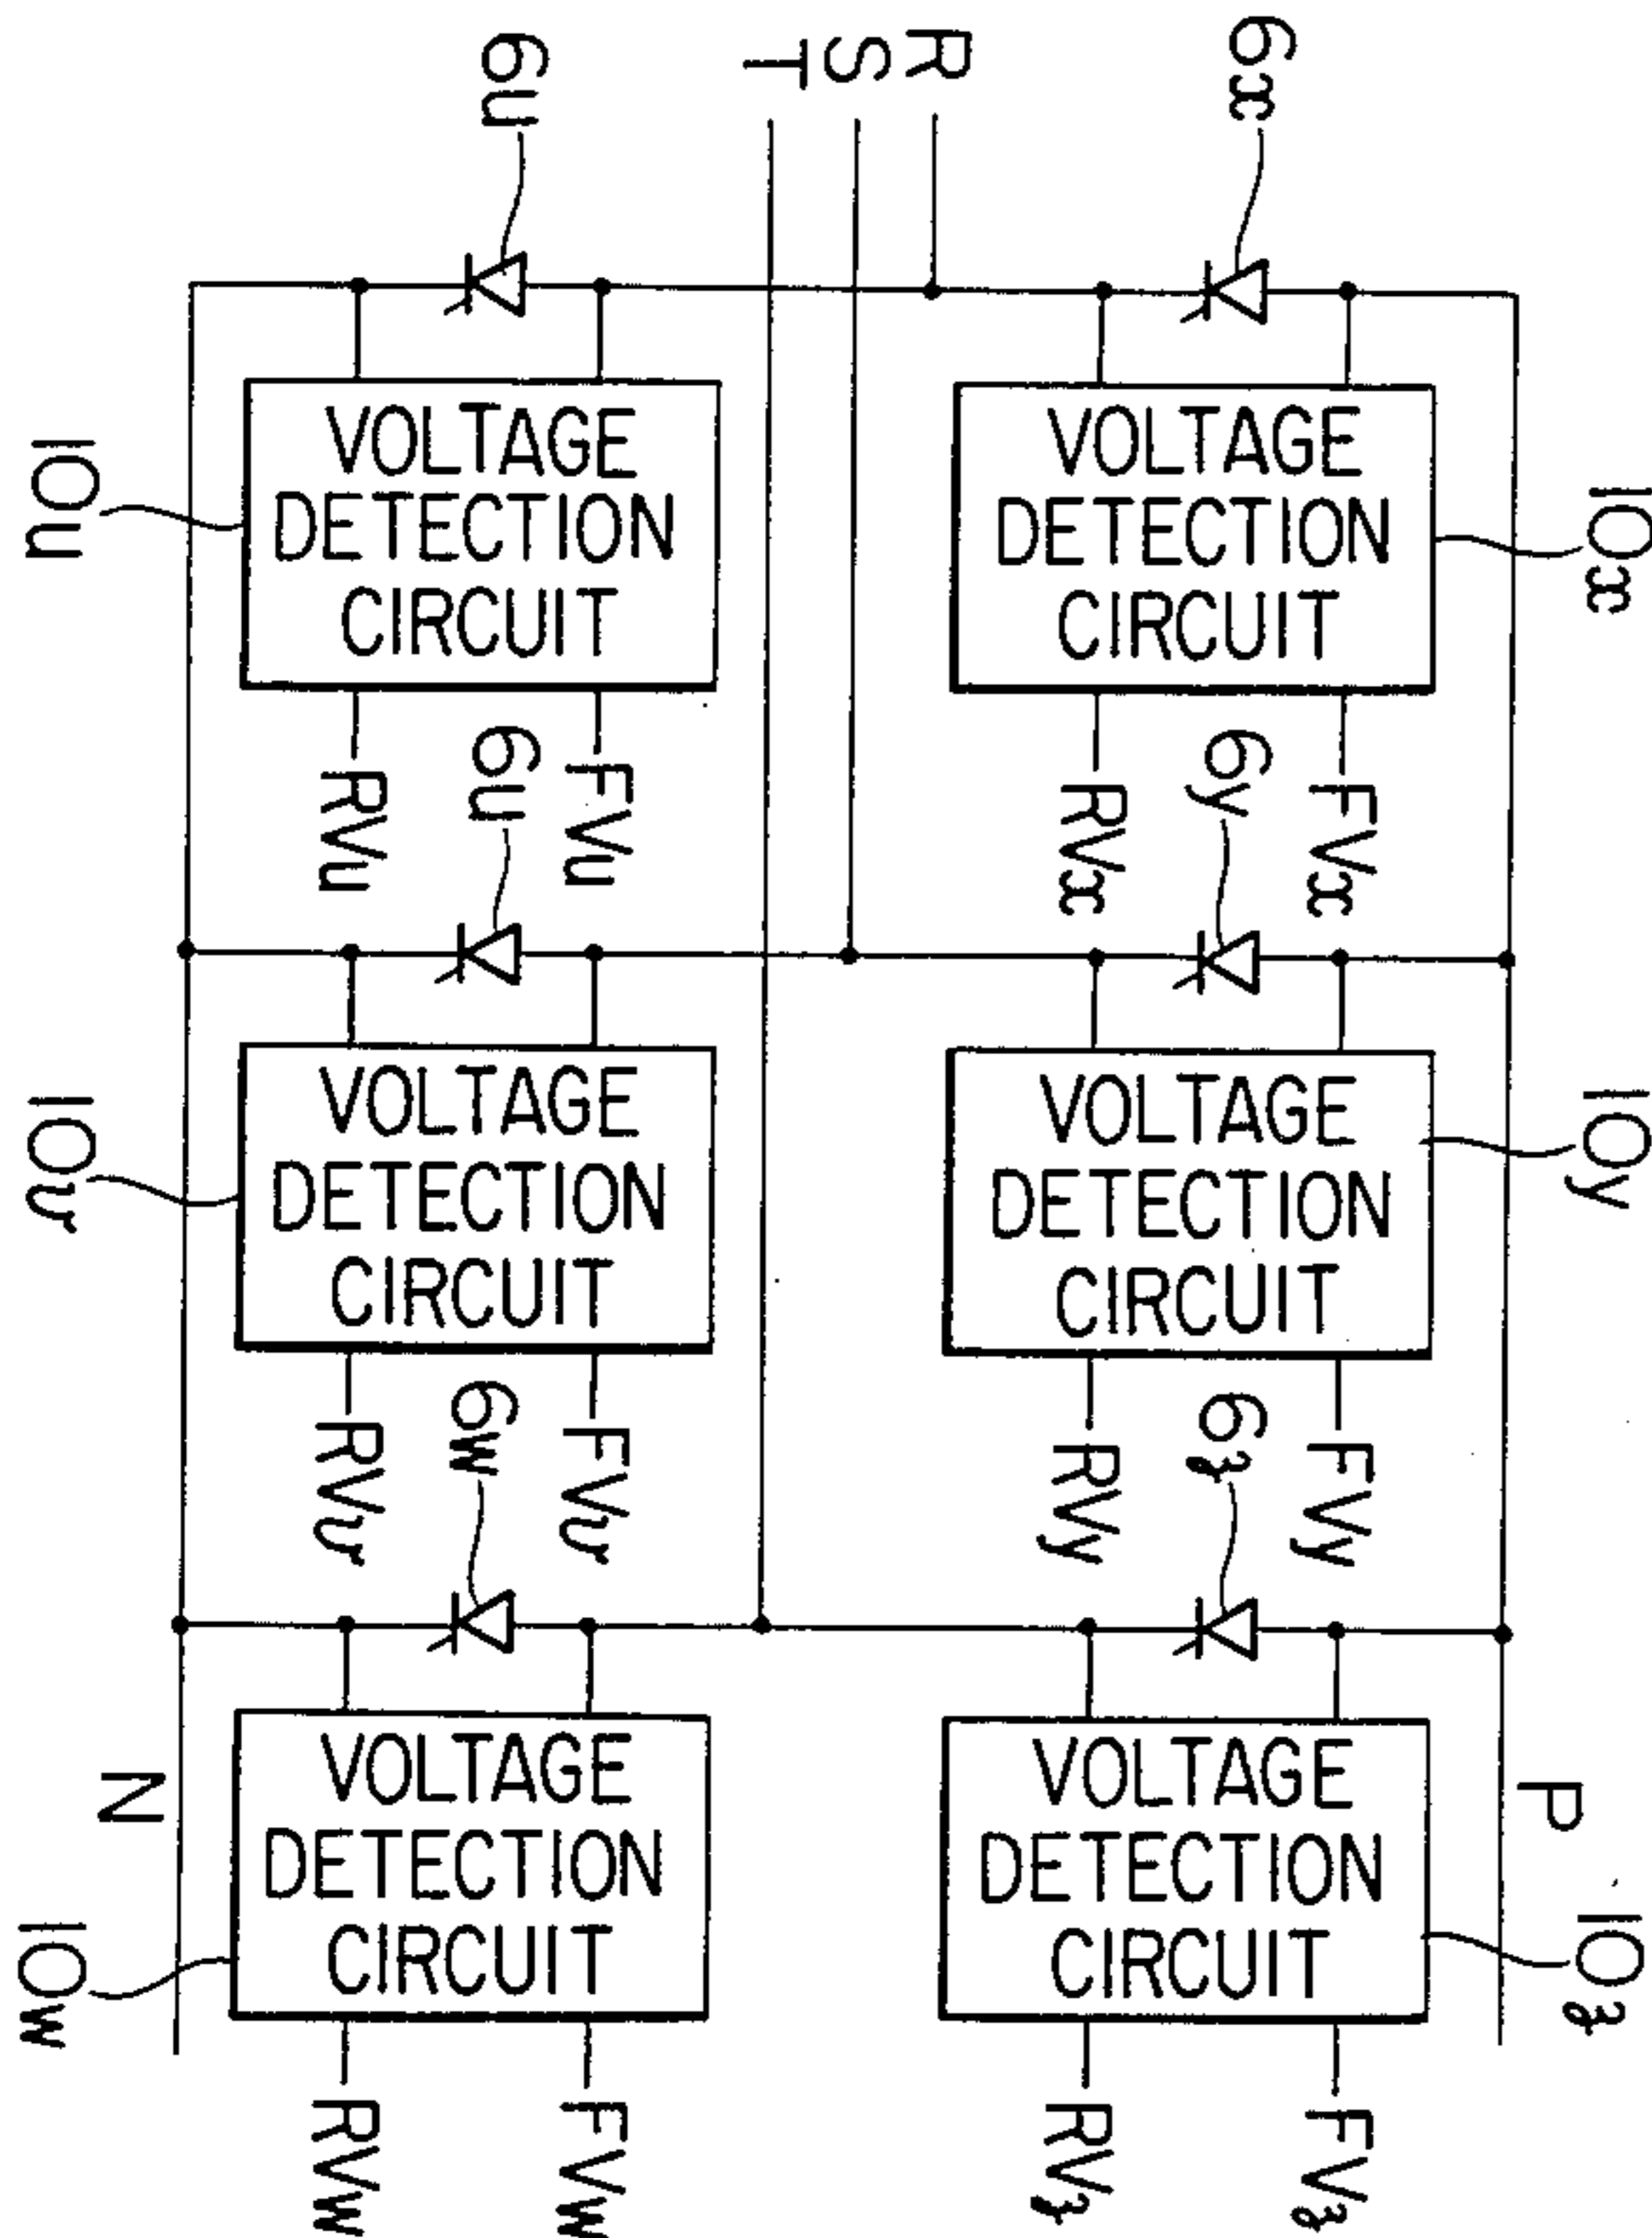 6u
T
S
R
6x
VOLTAGE
DETECTION
CIRCUIT
VOLTAGE
DETECTION
CIRCUIT
10u
10x
RVu
6u
FVu
RVx
6y
FVx
VOLTAGE
DETECTION
CIRCUIT
VOLTAGE
DETECTION
CIRCUIT
10v
10y
RVv
6w
FVv
RVy
6z
FVy
VOLTAGE
DETECTION
CIRCUIT
VOLTAGE
DETECTION
CIRCUIT
N
P
10w
10z
RVw
FVw
RVz
FVz